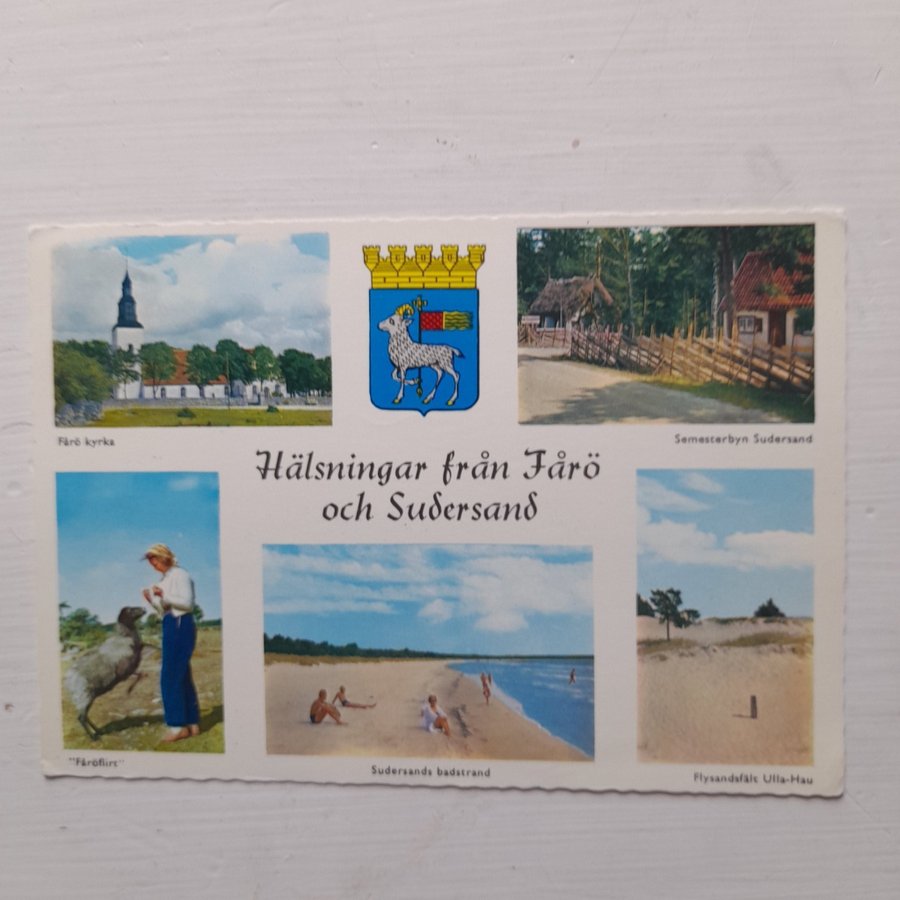 Fårö kyrka
Semesterbyn Sudersand
Hälsningar från Fårö
och Sudersand
"Fåröflirt"
Sudersands badstrand
Flysandsfält Ulla-Hau